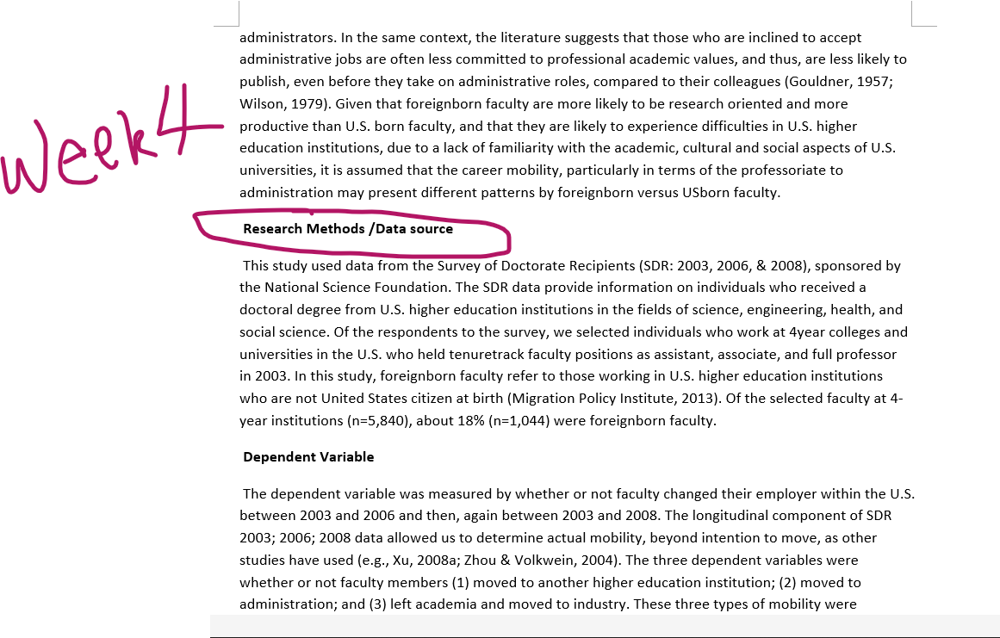 administrators. In the same context, the literature suggests that those who are inclined to accept
administrative jobs are often less committed to professional academic values, and thus, are less likely to
publish, even before they take on administrative roles, compared to their colleagues (Gouldner, 1957;
Wilson, 1979). Given that foreignborn faculty are more likely to be research oriented and more
productive than U.S. born faculty, and that they are likely to experience difficulties in U.S. higher
education institutions, due to a lack of familiarity with the academic, cultural and social aspects of U.S.
universities, it is assumed that the career mobility, particularly in terms of the professoriate to
administration may present different patterns by foreignborn versus USborn faculty.
Week 4
Research Methods /Data source
This study used data from the Survey of Doctorate Recipients (SDR: 2003, 2006, & 2008), sponsored by
the National Science Foundation. The SDR data provide information on individuals who received a
doctoral degree from U.S. higher education institutions in the fields of science, engineering, health, and
social science. Of the respondents to the survey, we selected individuals who work at 4year colleges and
universities in the U.S. who held tenuretrack faculty positions as assistant, associate, and full professor
in 2003. In this study, foreignborn faculty refer to those working in U.S. higher education institutions
who are not United States citizen at birth (Migration Policy Institute, 2013). Of the selected faculty at 4-
year institutions (n=5,840), about 18% (n=1,044) were foreignborn faculty.
Dependent Variable
The dependent variable was measured by whether or not faculty changed their employer within the U.S.
between 2003 and 2006 and then, again between 2003 and 2008. The longitudinal component of SDR
2003; 2006; 2008 data allowed us to determine actual mobility, beyond intention to move, as other
studies have used (e.g., Xu, 2008a; Zhou & Volkwein, 2004). The three dependent variables were
whether or not faculty members (1) moved to another higher education institution; (2) moved to
administration; and (3) left academia and moved to industry. These three types of mobility were